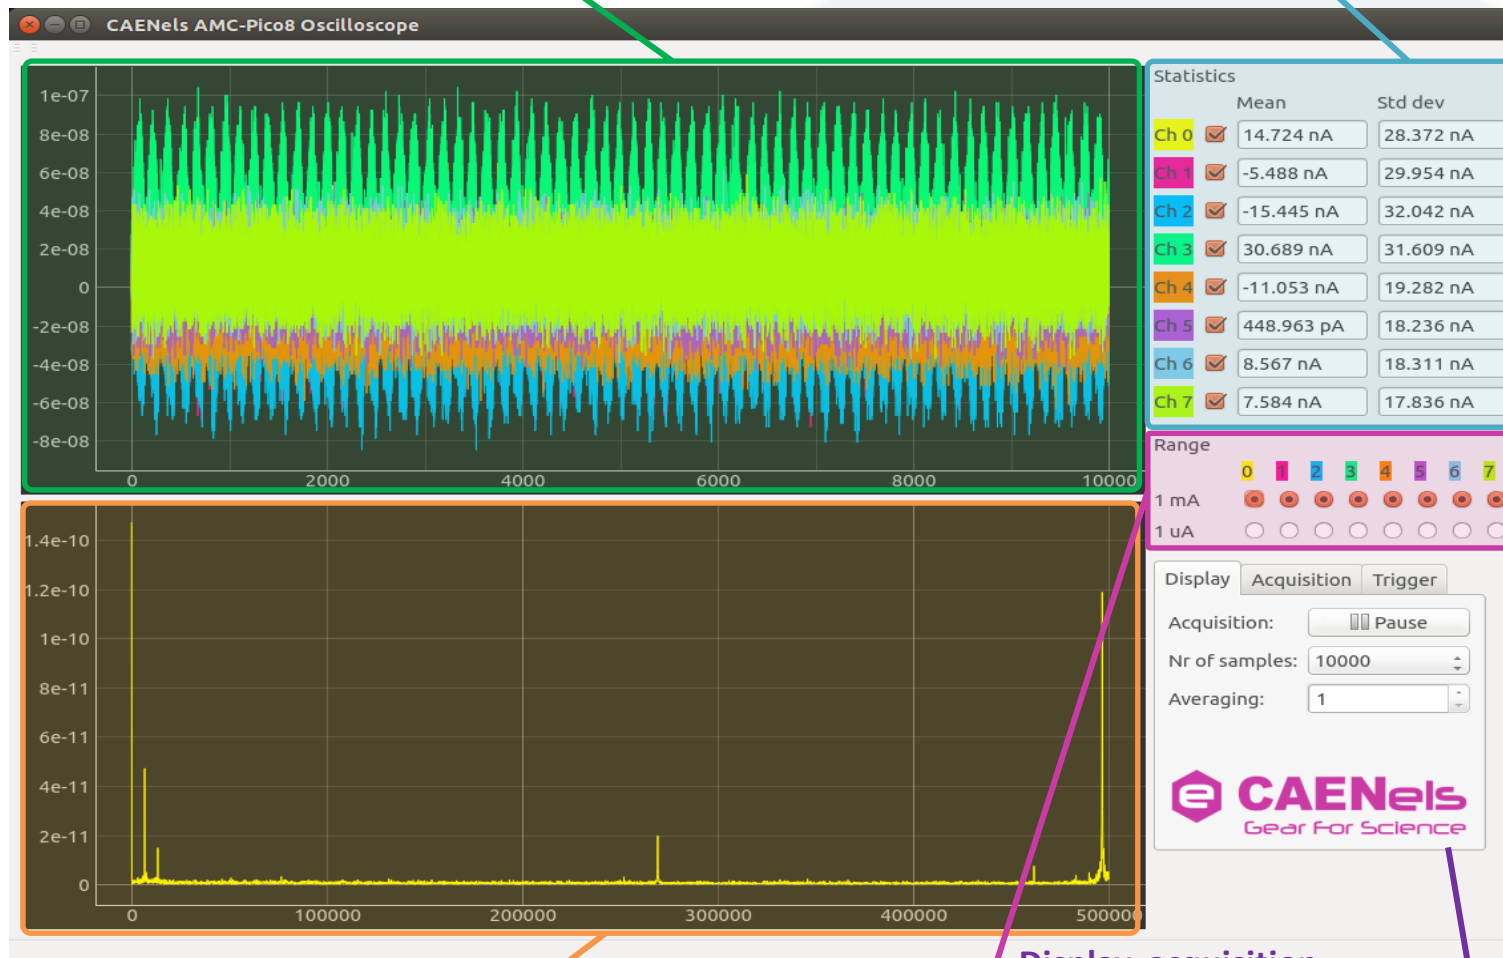 CAENels AMC-Pico8 Oscilloscope
1e-07
8e-08
6e-08
4e-08
2e-08
0
-2e-08
-4e-08
-6e-08
-8e-08
0 2000 4000 6000 8000 10000
Statistics
Mean Std dev
Ch 0 14.724 nA 28.372 nA
Ch 1 -5.488 nA 29.954 nA
Ch 2 -15.445 nA 32.042 nA
Ch 3 30.689 nA 31.609 nA
Ch 4 -11.053 nA 19.282 nA
Ch 5 448.963 pA 18.236 nA
Ch 6 8.567 nA 18.311 nA
Ch 7 7.584 nA 17.836 nA
Range
0 1 2 3 4 5 6 7
1 mA
1 uA
1.4e-10
1.2e-10
1e-10
8e-11
6e-11
4e-11
2e-11
0
0 100000 200000 300000 400000 500000
Display Acquisition Trigger
Acquisition: Pause
Nr of samples: 10000
Averaging: 1
CAENels
Gear For Science
Display, acquisition